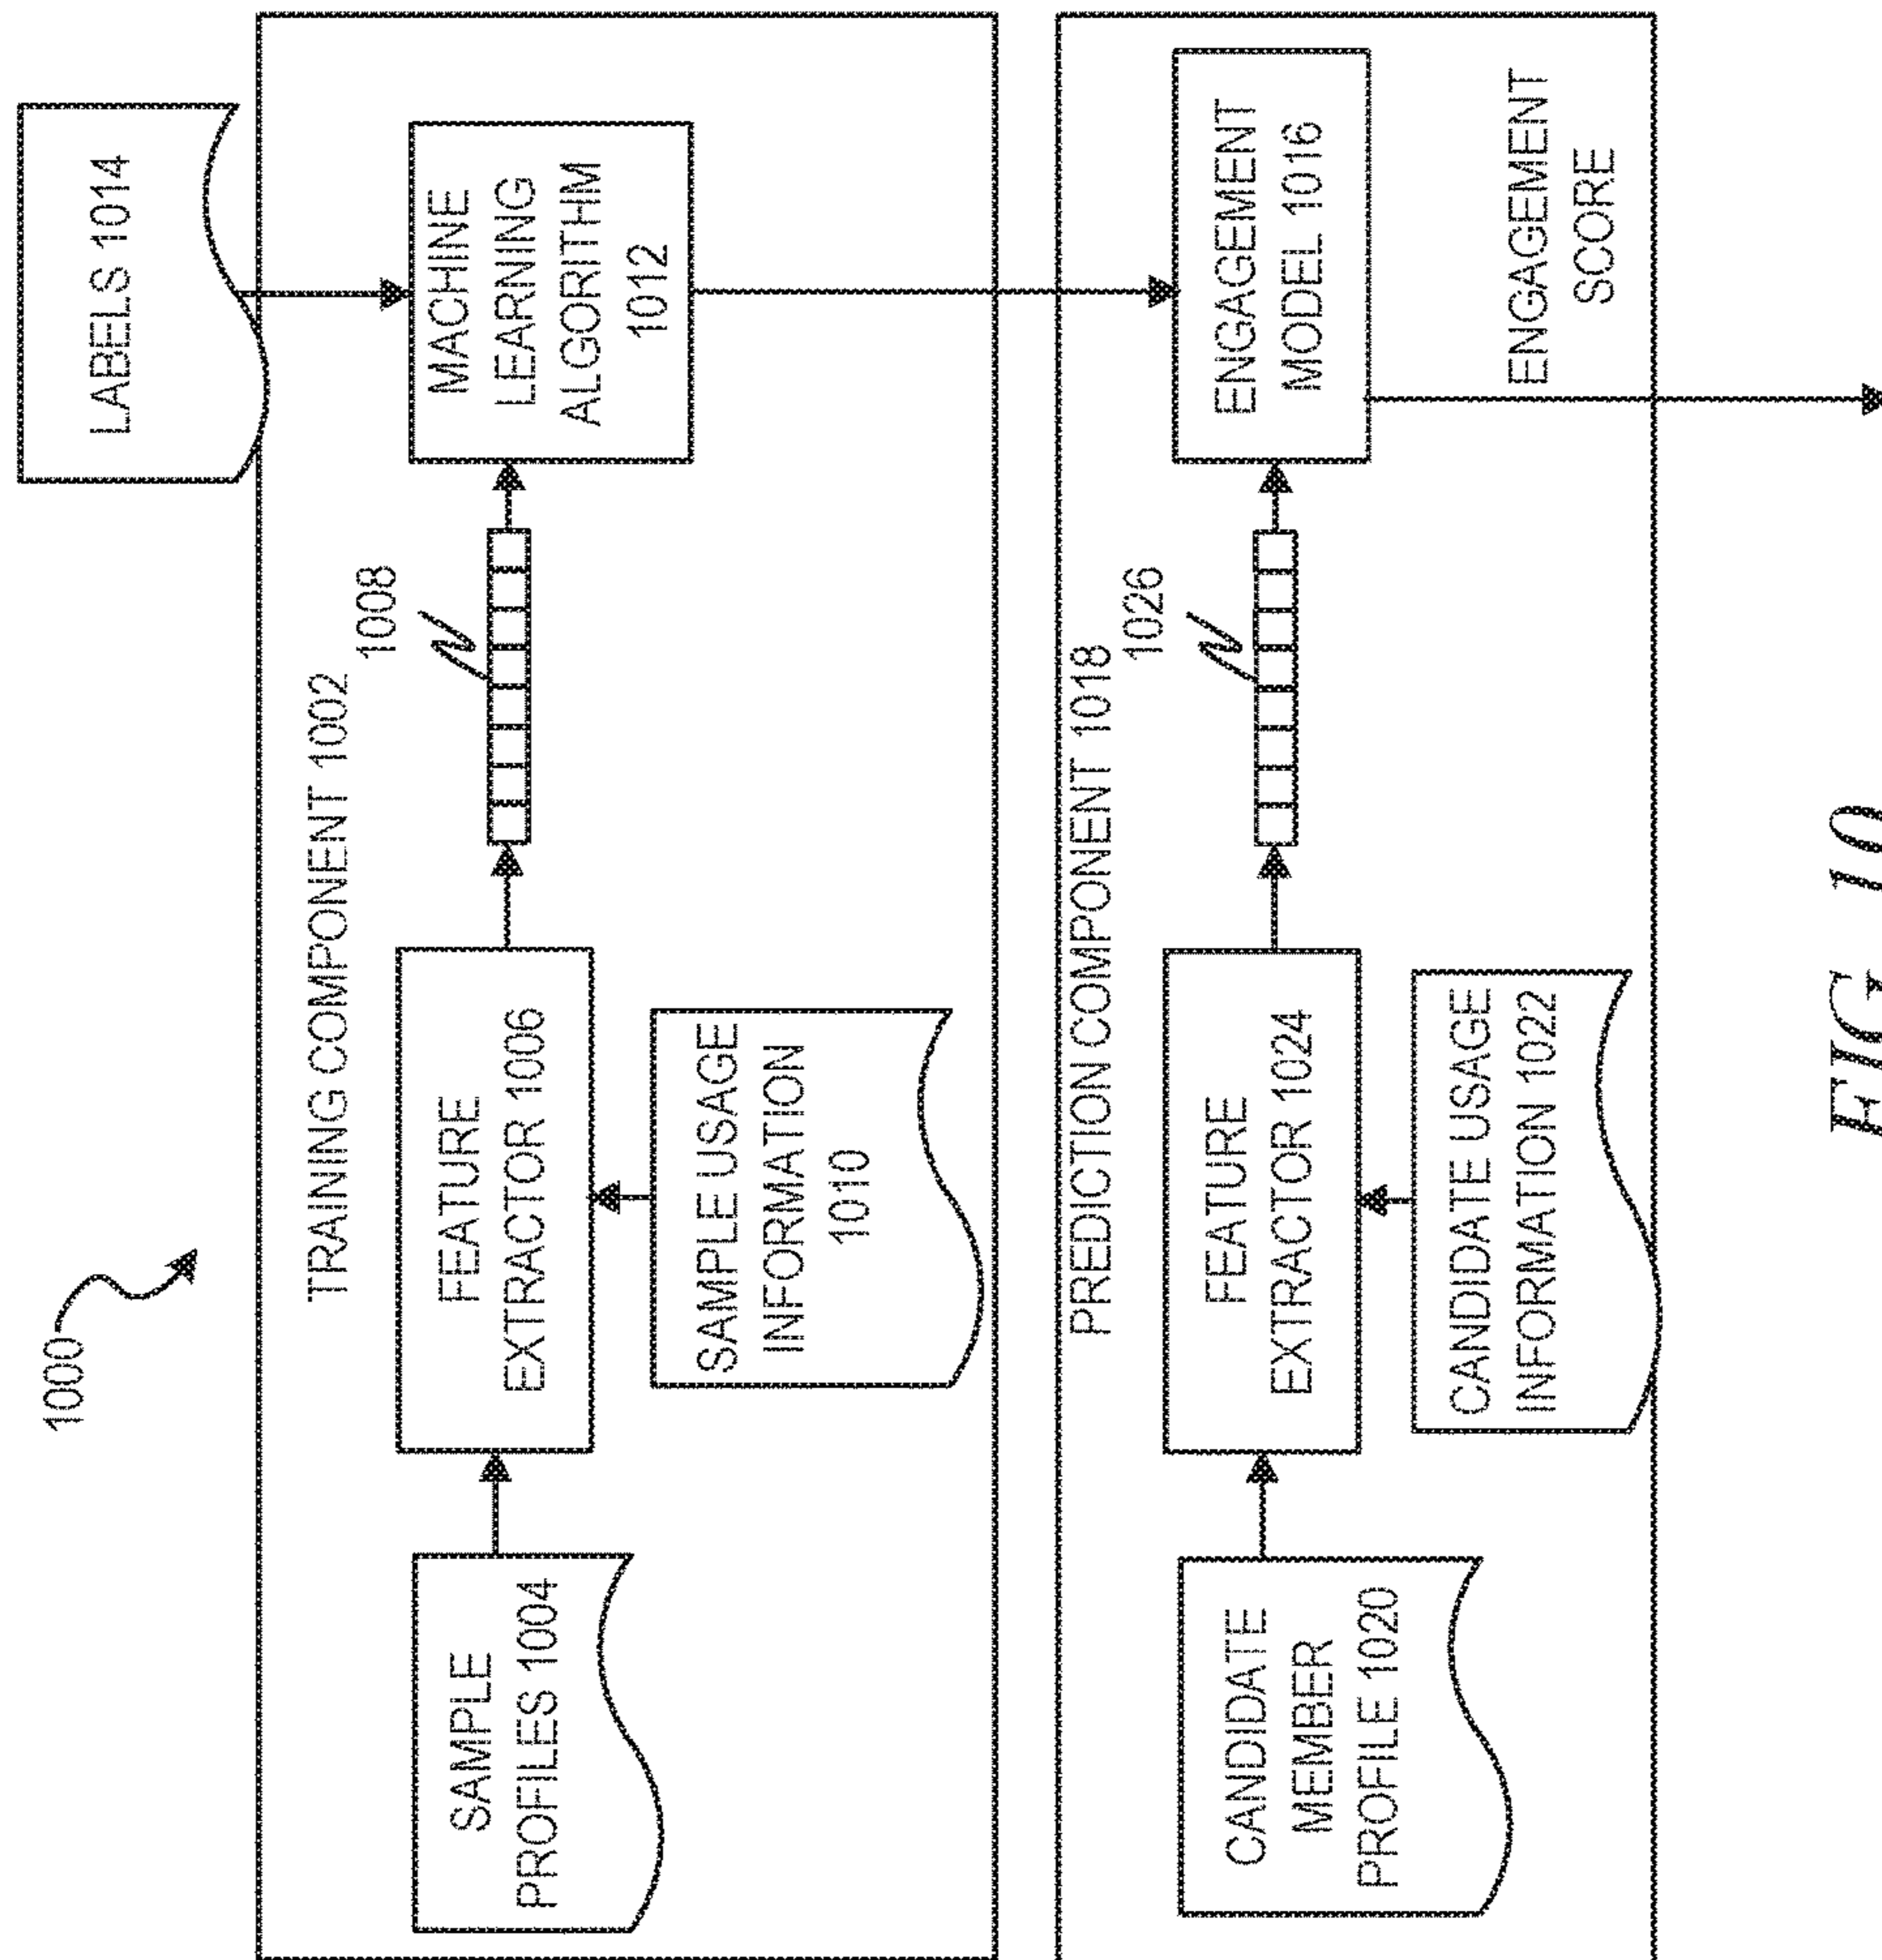 1000
LABELS 1014
TRAINING COMPONENT 1002
1008
SAMPLE
PROFILES 1004
FEATURE
EXTRACTOR 1006
MACHINE
LEARNING
ALGORITHM
1012
SAMPLE USAGE
INFORMATION
1010
PREDICTION COMPONENT 1018
1026
CANDIDATE
MEMBER
PROFILE 1020
FEATURE
EXTRACTOR 1024
ENGAGEMENT
MODEL 1016
CANDIDATE USAGE
INFORMATION 1022
ENGAGEMENT
SCORE
FIG. 10